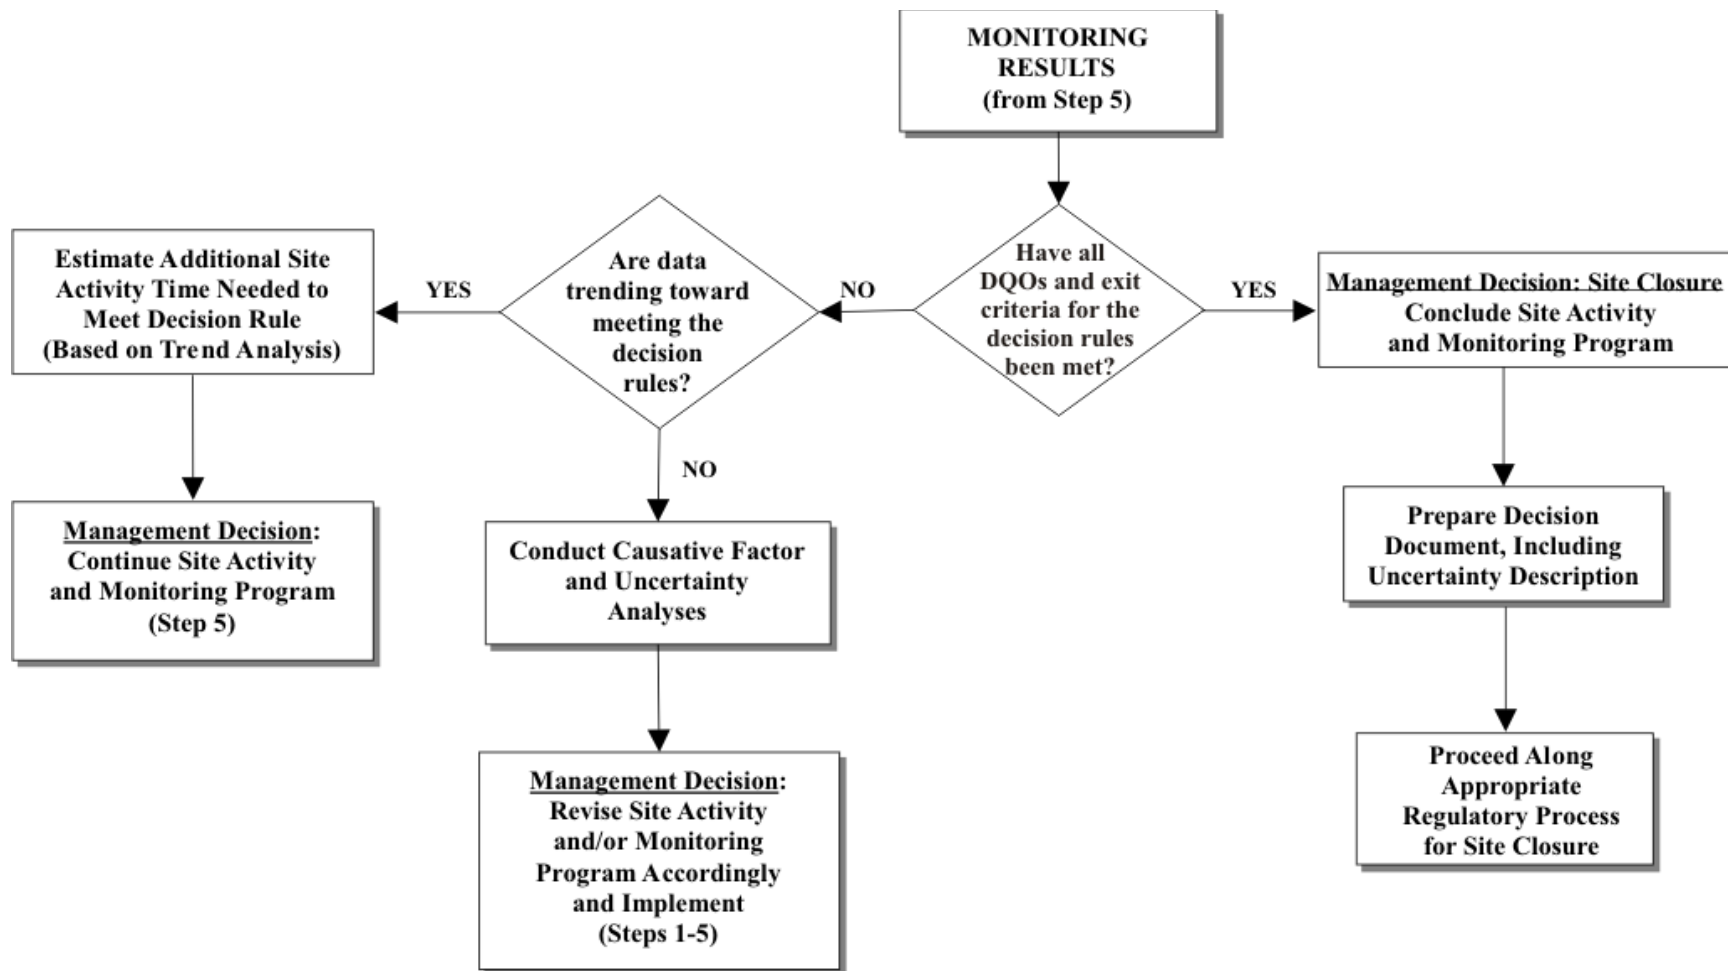 MONITORING
RESULTS
(from Step 5)
Have all
DQOs and exit
criteria for the
decision rules
been met?
YES
Management Decision: Site Closure
Conclude Site Activity
and Monitoring Program
Prepare Decision
Document, Including
Uncertainty Description
Proceed Along
Appropriate
Regulatory Process
for Site Closure
NO
Are data
trending toward
meeting the
decision
rules?
YES
Estimate Additional Site
Activity Time Needed to
Meet Decision Rule
(Based on Trend Analysis)
Management Decision:
Continue Site Activity
and Monitoring Program
(Step 5)
NO
Conduct Causative Factor
and Uncertainty
Analyses
Management Decision:
Revise Site Activity
and/or Monitoring
Program Accordingly
and Implement
(Steps 1-5)